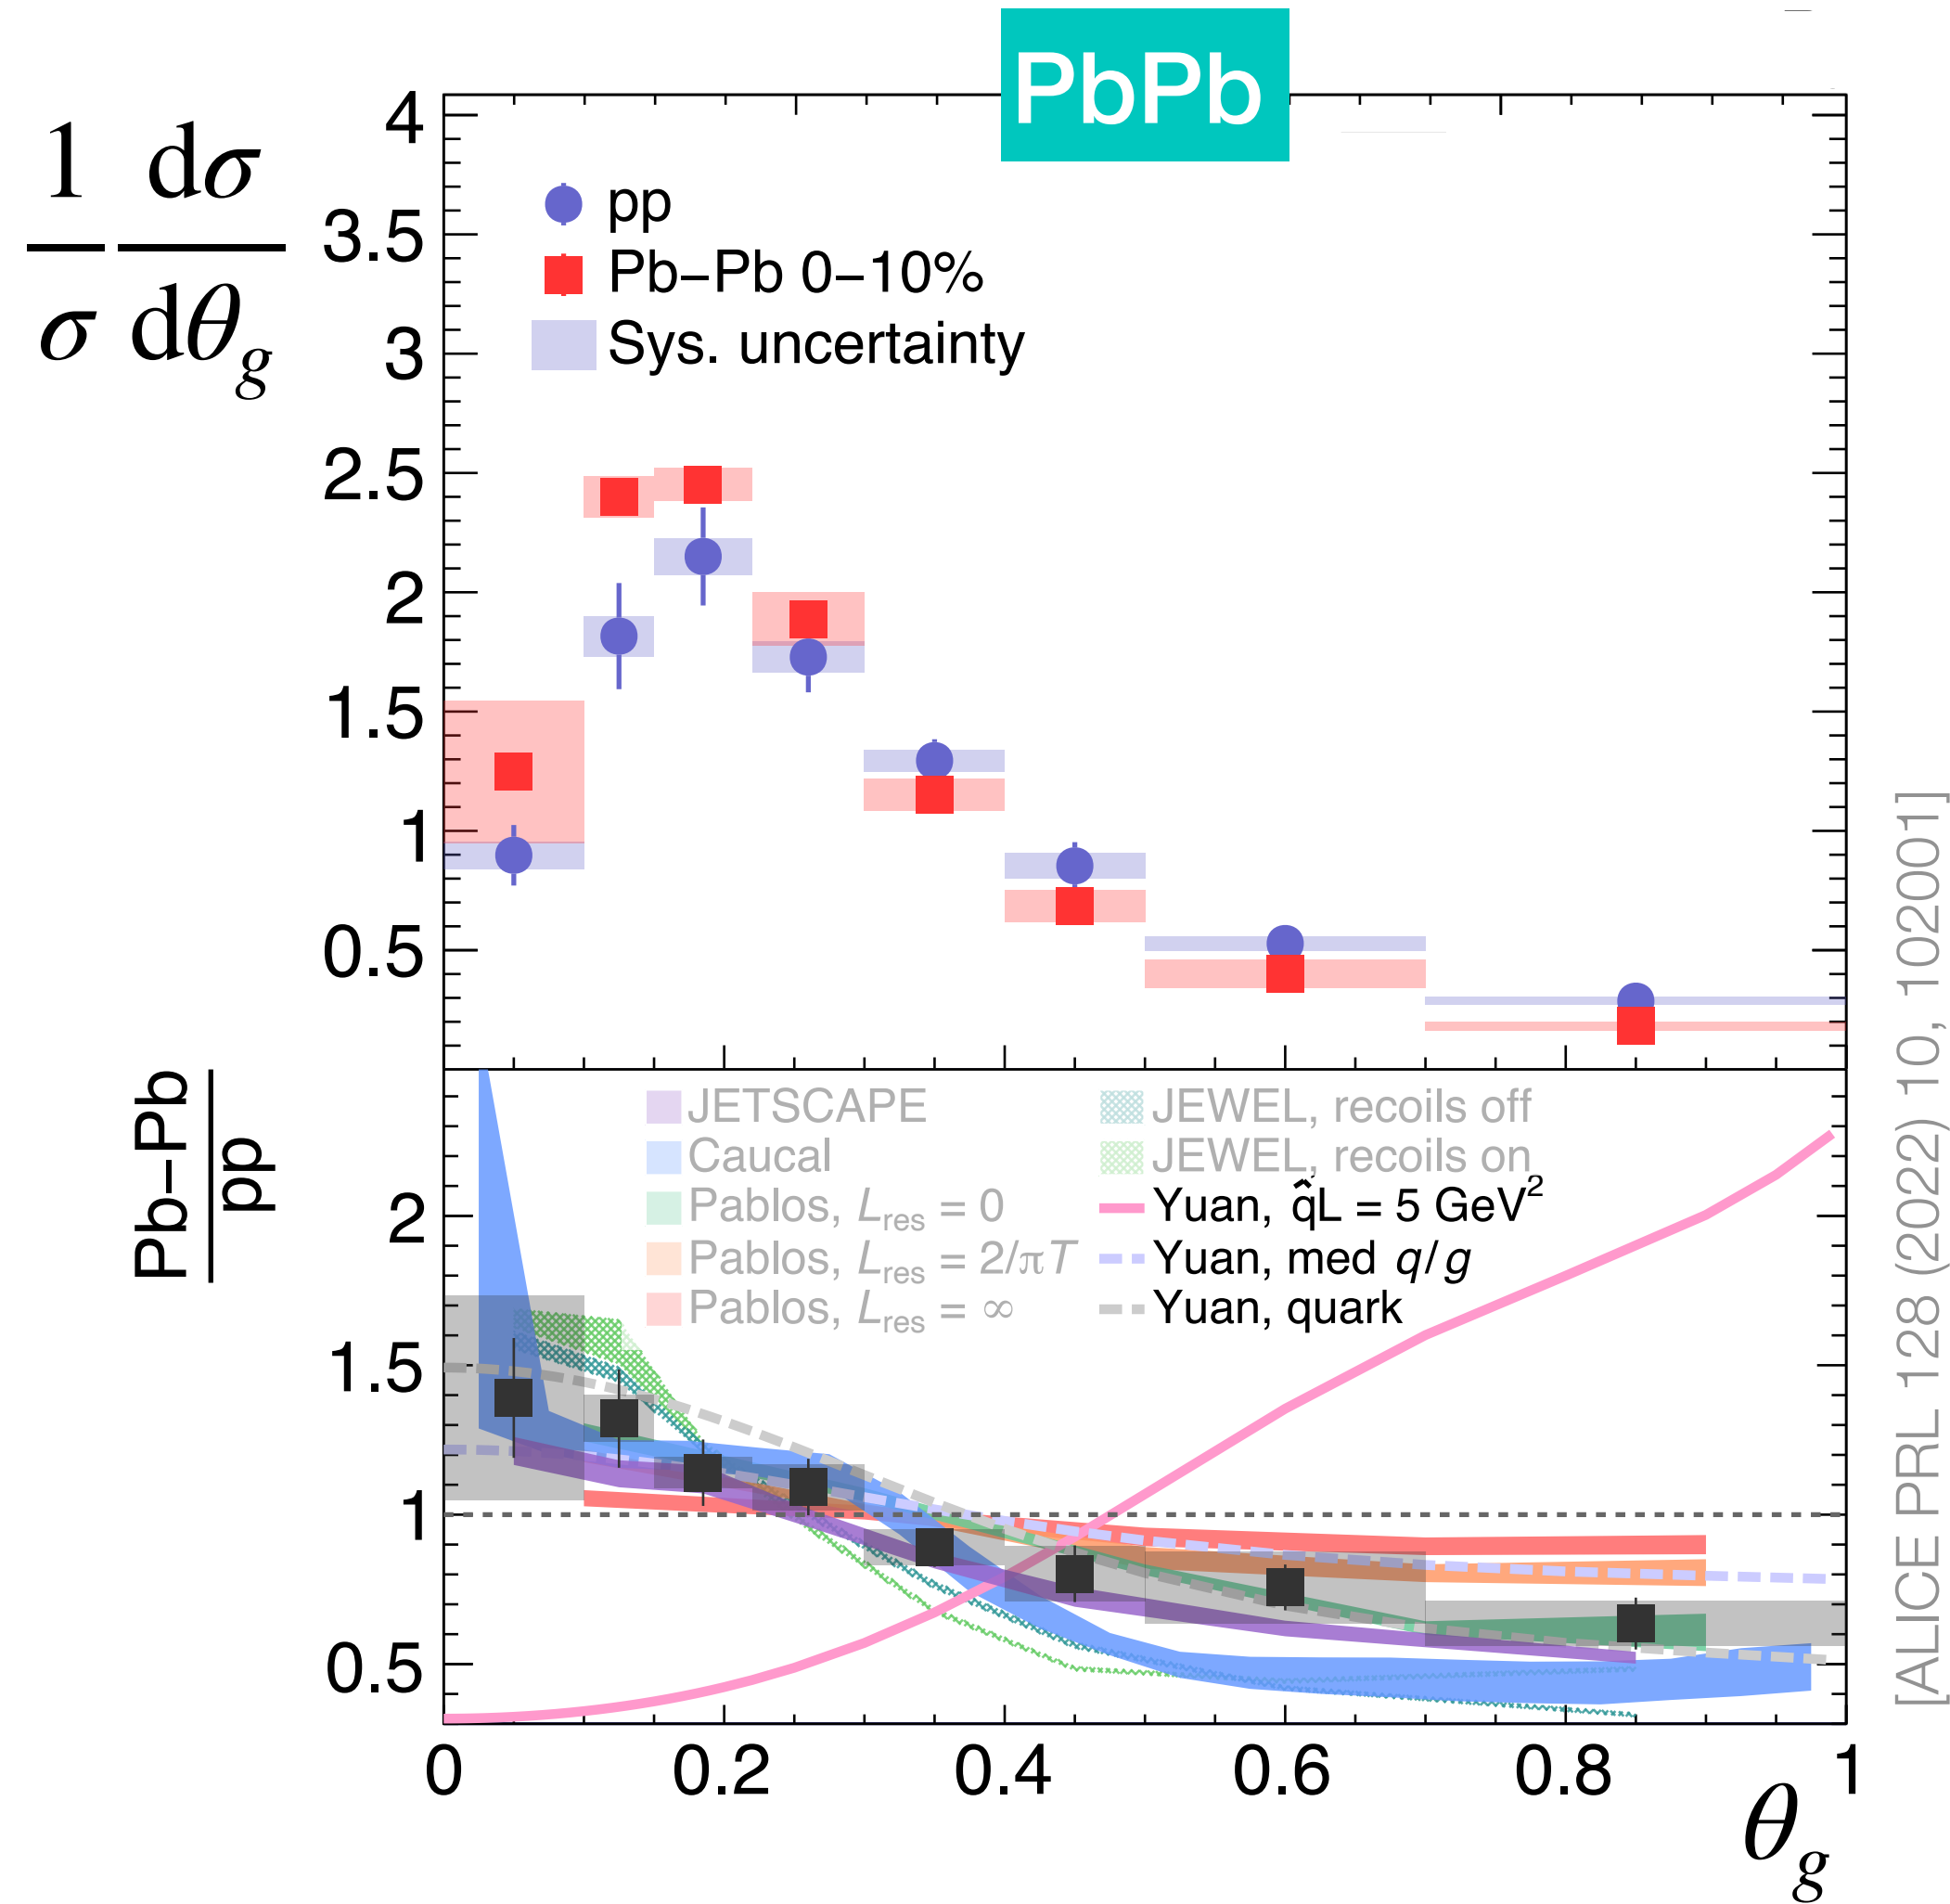 PbPb
1 dσ
σ dθg
4
3.5
3
2.5
2
1.5
1
0.5
pp
Pb–Pb 0–10%
Sys. uncertainty
Pb–Pb
pp
2
1.5
1
0.5
JETSCAPE
Caucal
Pablos, Lres = 0
Pablos, Lres = 2/πT
Pablos, Lres = ∞
JEWEL, recoils off
JEWEL, recoils on
Yuan, q̂L = 5 GeV²
Yuan, med q/g
Yuan, quark
0 0.2 0.4 0.6 0.8 1
θg
[ALICE PRL 128 (2022) 10, 102001]